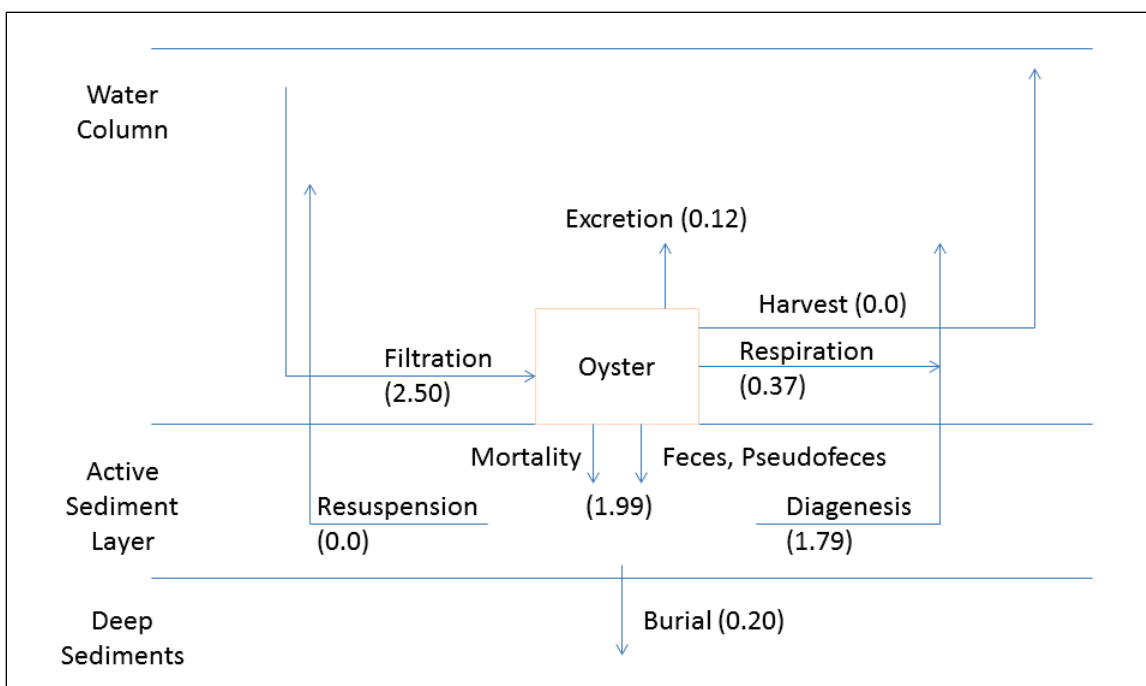 Water
Column
Excretion (0.12)
Harvest (0.0)
Filtration
(2.50)
Oyster
Respiration
(0.37)
Active
Sediment
Layer
Mortality
Feces, Pseudofeces
(1.99)
Resuspension
(0.0)
Diagenesis
(1.79)
Deep
Sediments
Burial (0.20)